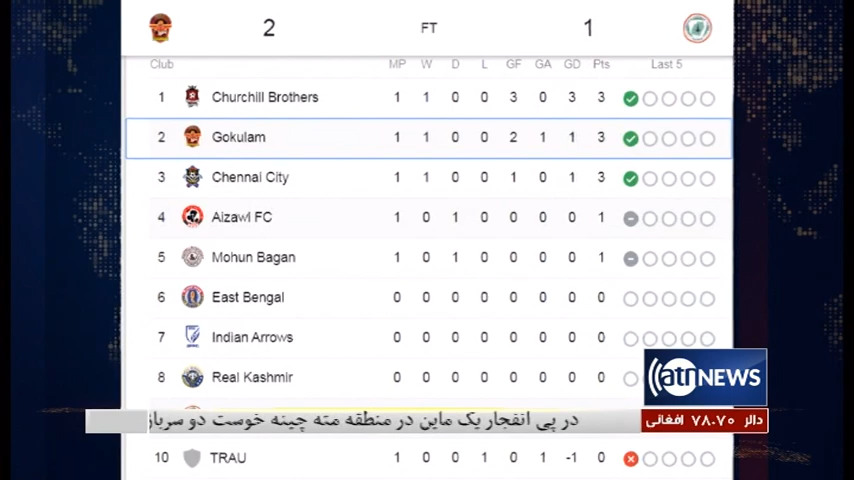 2 FT 1
Club MP W D L GF GA GD Pts Last 5
1 Churchill Brothers 1 1 0 0 3 0 3 3
2 Gokulam 1 1 0 0 2 1 1 3
3 Chennai City 1 1 0 0 1 0 1 3
4 Aizawl FC 1 0 1 0 0 0 0 1
5 Mohun Bagan 1 0 1 0 0 0 0 1
6 East Bengal 0 0 0 0 0 0 0 0
7 Indian Arrows 0 0 0 0 0 0 0 0
8 Real Kashmir 0 0 0 0 0 0 0 0
atn NEWS
دالر ۷۸.۷۰ افغانی
در پی انفجار یک ماین در منطقه مته چینه خوست دو سرباز
10 TRAU 1 0 0 1 0 1 -1 0